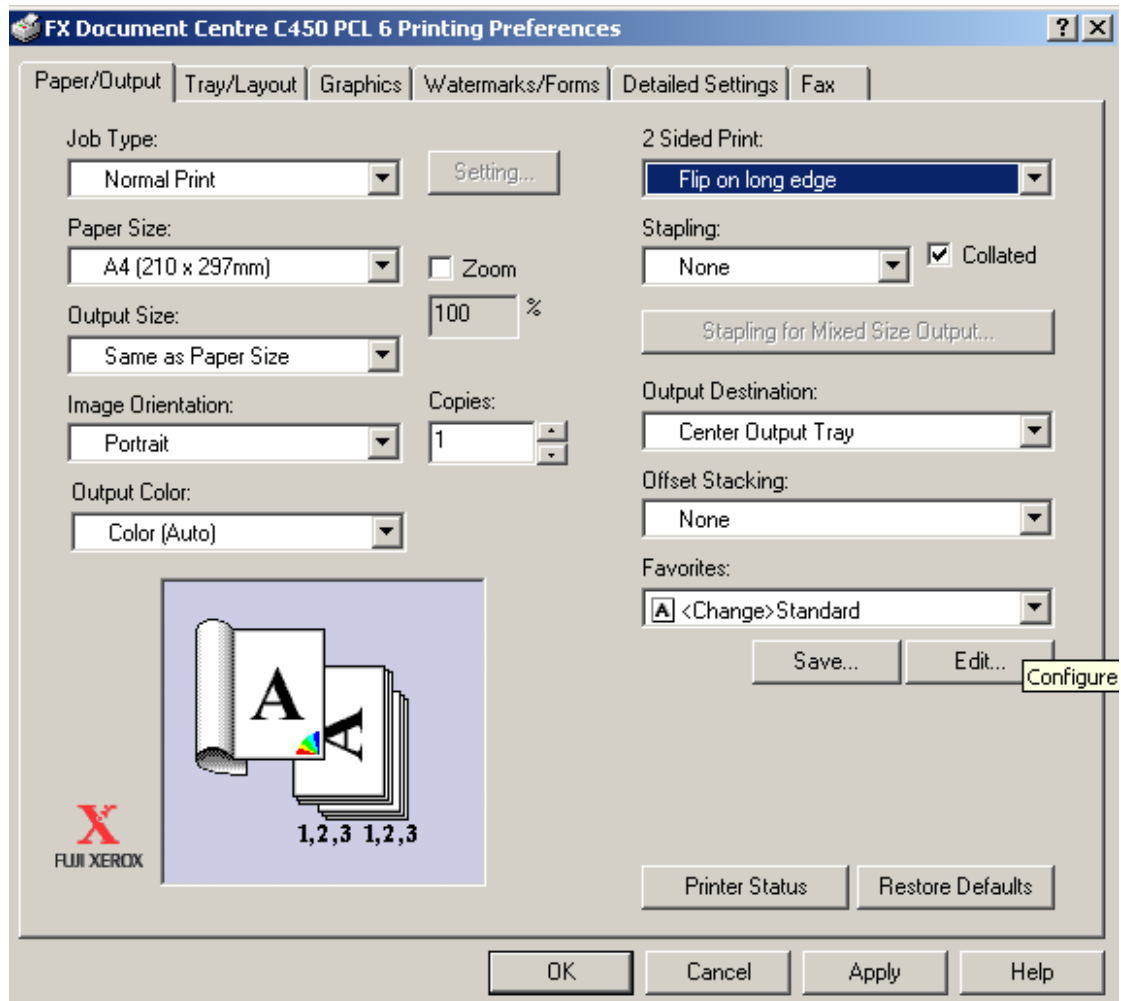 FX Document Centre C450 PCL 6 Printing Preferences
Paper/Output
Tray/Layout
Graphics
Watermarks/Forms
Detailed Settings
Fax
Job Type:
Normal Print
Setting...
Paper Size:
A4 (210 x 297mm)
Zoom
100 %
Output Size:
Same as Paper Size
Image Orientation:
Portrait
Copies:
1
Output Color:
Color (Auto)
A
A
1,2,3 1,2,3
X
FUJI XEROX
2 Sided Print:
Flip on long edge
Stapling:
None
Collated
Stapling for Mixed Size Output...
Output Destination:
Center Output Tray
Offset Stacking:
None
Favorites:
A <Change>Standard
Save...
Edit...
Configure
Printer Status
Restore Defaults
OK
Cancel
Apply
Help